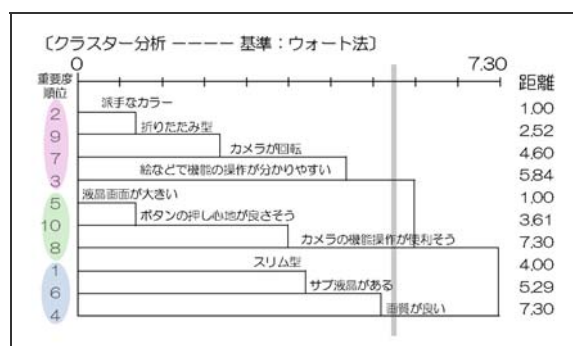 〔クラスター分析 ―――― 基準：ウォート法〕
0 7.30
重要度
順位
距離
派手なカラー
2 1.00
折りたたみ型
9 2.52
カメラが回転
7 4.60
絵などで機能の操作が分かりやすい
3 5.84
液晶画面が大きい
5 1.00
ボタンの押し心地が良さそう
10 3.61
カメラの機能操作が便利そう
8 7.30
スリム型
1 4.00
サブ液晶がある
6 5.29
画質が良い
4 7.30